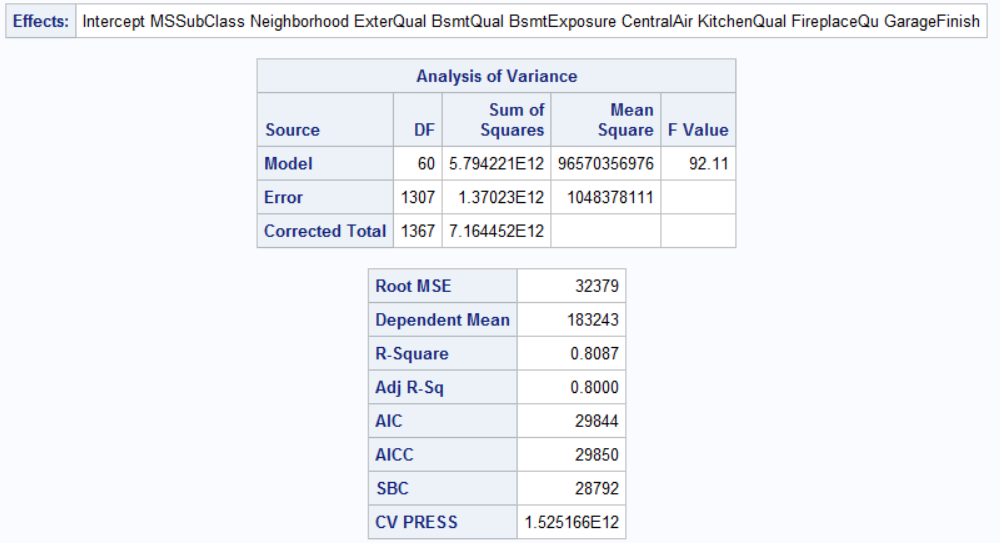 Effects: Intercept MSSubClass Neighborhood ExterQual BsmtQual BsmtExposure CentralAir KitchenQual FireplaceQu GarageFinish
Analysis of Variance
Source DF Sum of Squares Mean Square F Value
Model 60 5.794221E12 96570356976 92.11
Error 1307 1.37023E12 1048378111
Corrected Total 1367 7.164452E12
Root MSE 32379
Dependent Mean 183243
R-Square 0.8087
Adj R-Sq 0.8000
AIC 29844
AICC 29850
SBC 28792
CV PRESS 1.525166E12